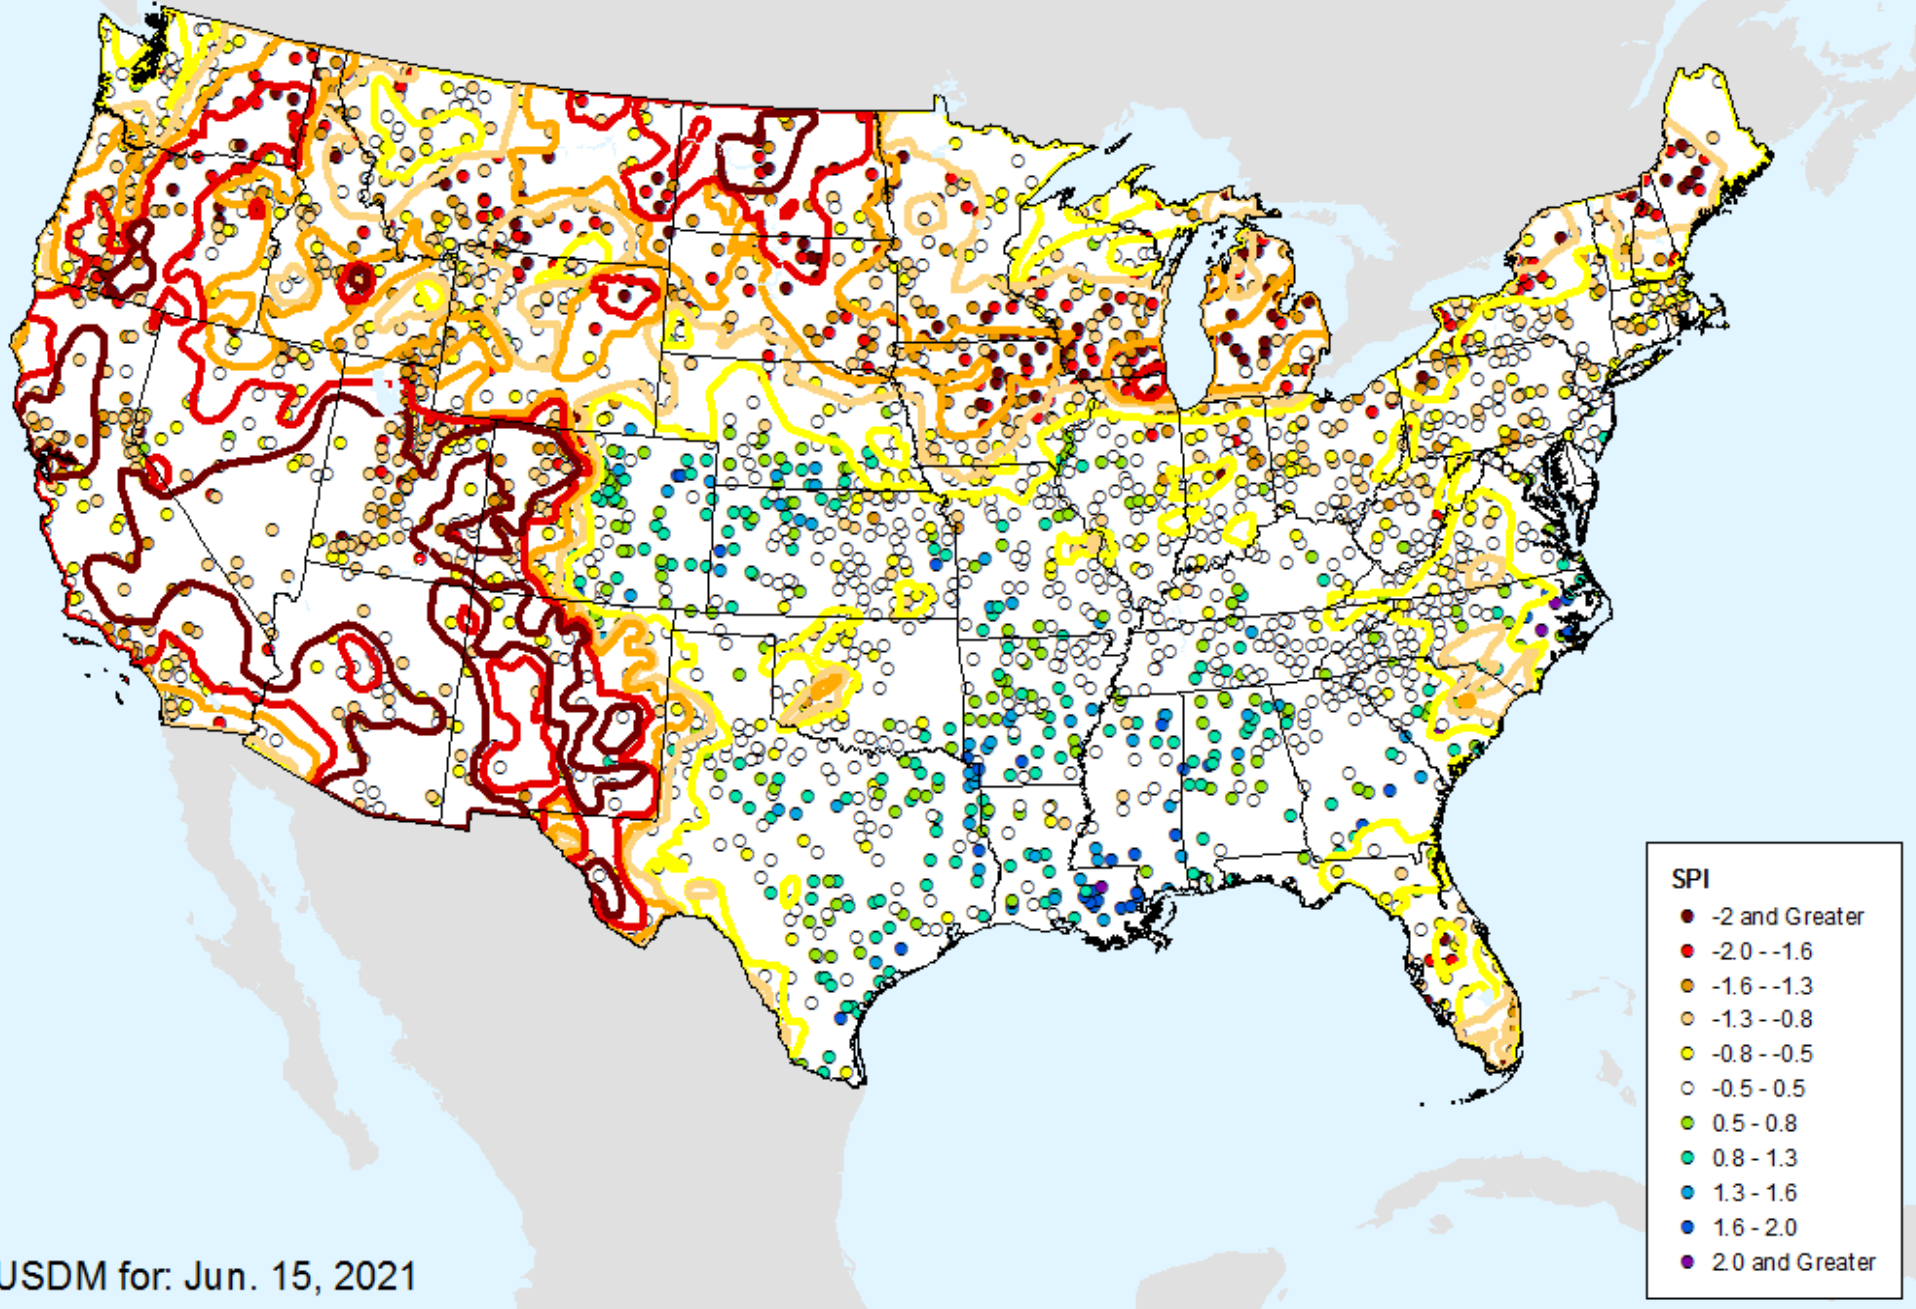 SPI
-2 and Greater
-2.0 - -1.6
-1.6 - -1.3
-1.3 - -0.8
-0.8 - -0.5
-0.5 - 0.5
0.5 - 0.8
0.8 - 1.3
1.3 - 1.6
1.6 - 2.0
2.0 and Greater
USDM for: Jun. 15, 2021